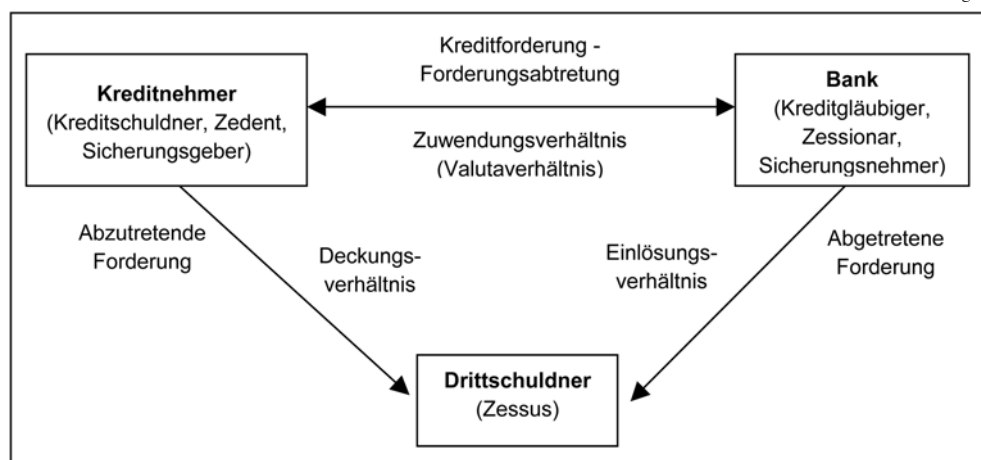 Kreditforderung -
Forderungsabtretung
Kreditnehmer
(Kreditschuldner, Zedent,
Sicherungsgeber)
Bank
(Kreditgläubiger,
Zessionar,
Sicherungsnehmer)
Zuwendungsverhältnis
(Valutaverhältnis)
Abzutretende
Forderung
Deckungs-
verhältnis
Einlösungs-
verhältnis
Abgetretene
Forderung
Drittschuldner
(Zessus)